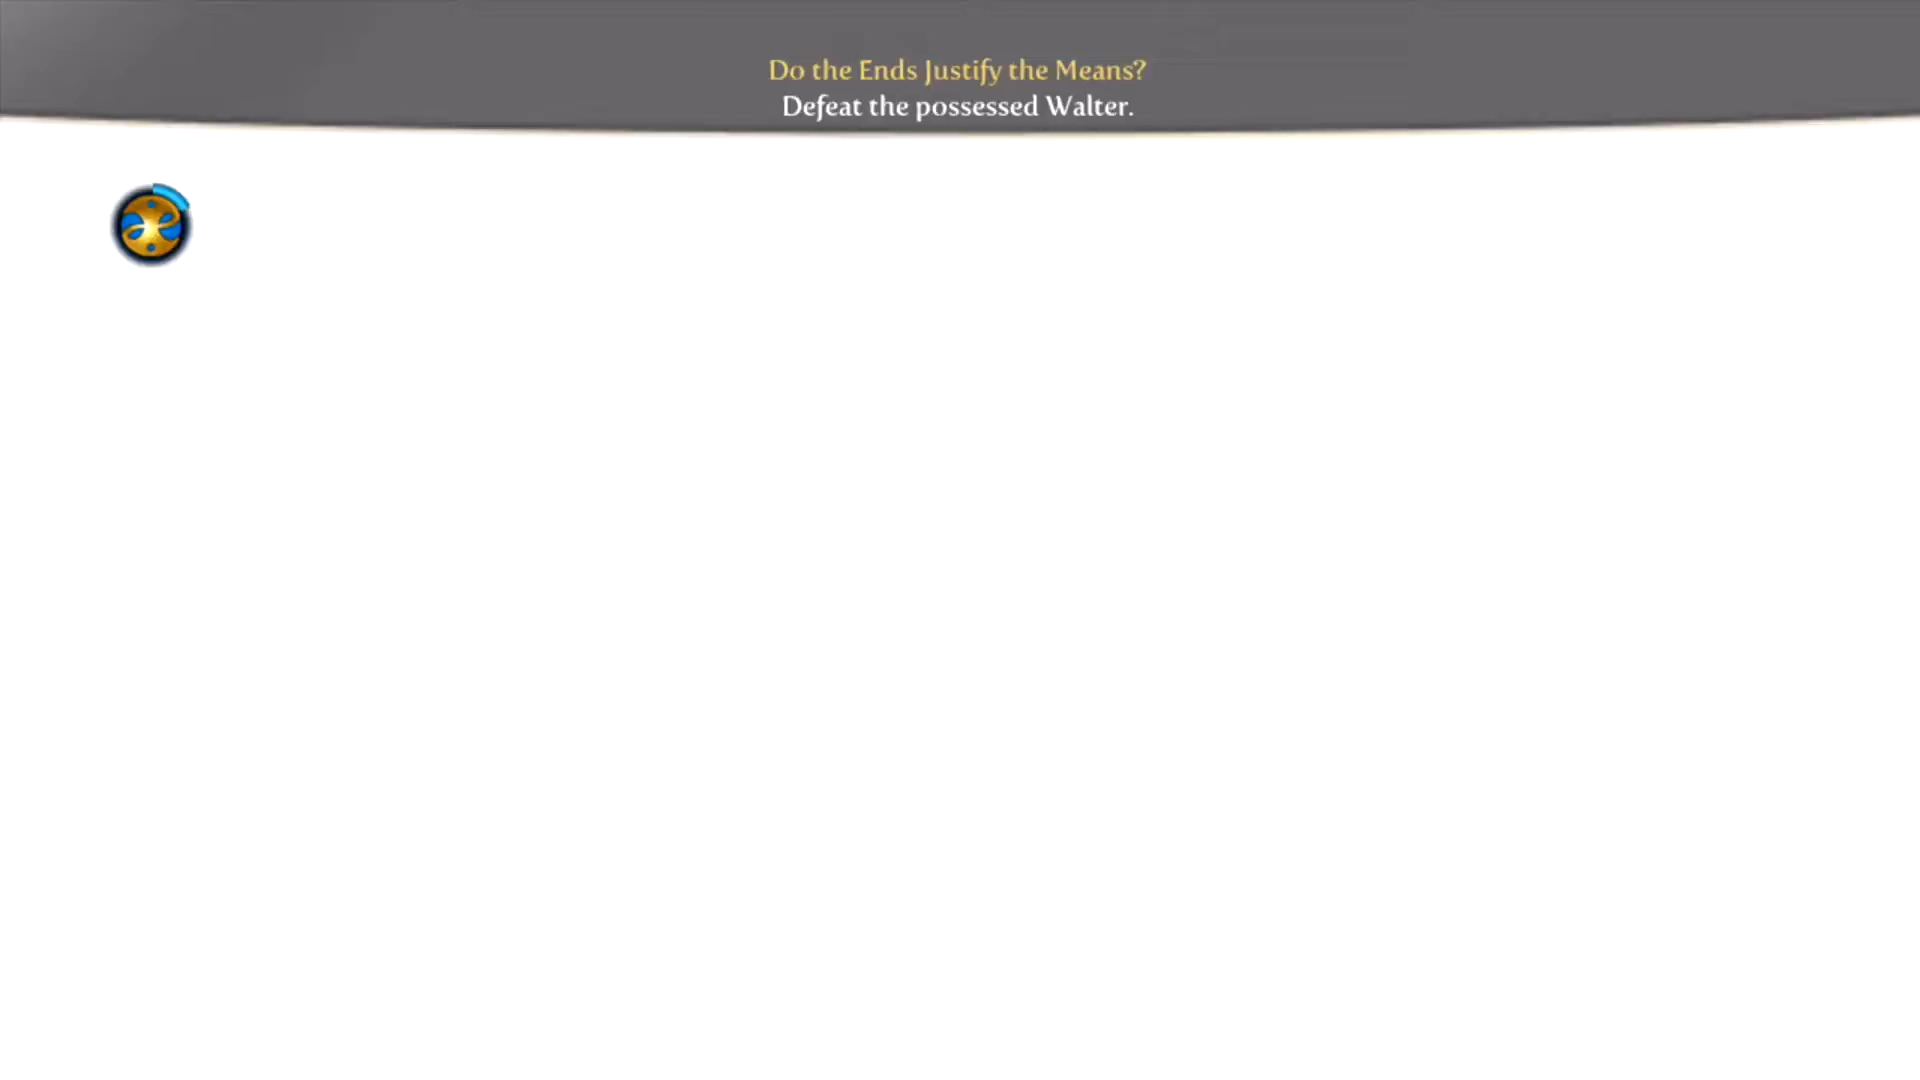 Do the Ends Justify the Means?
Defeat the possessed Walter.